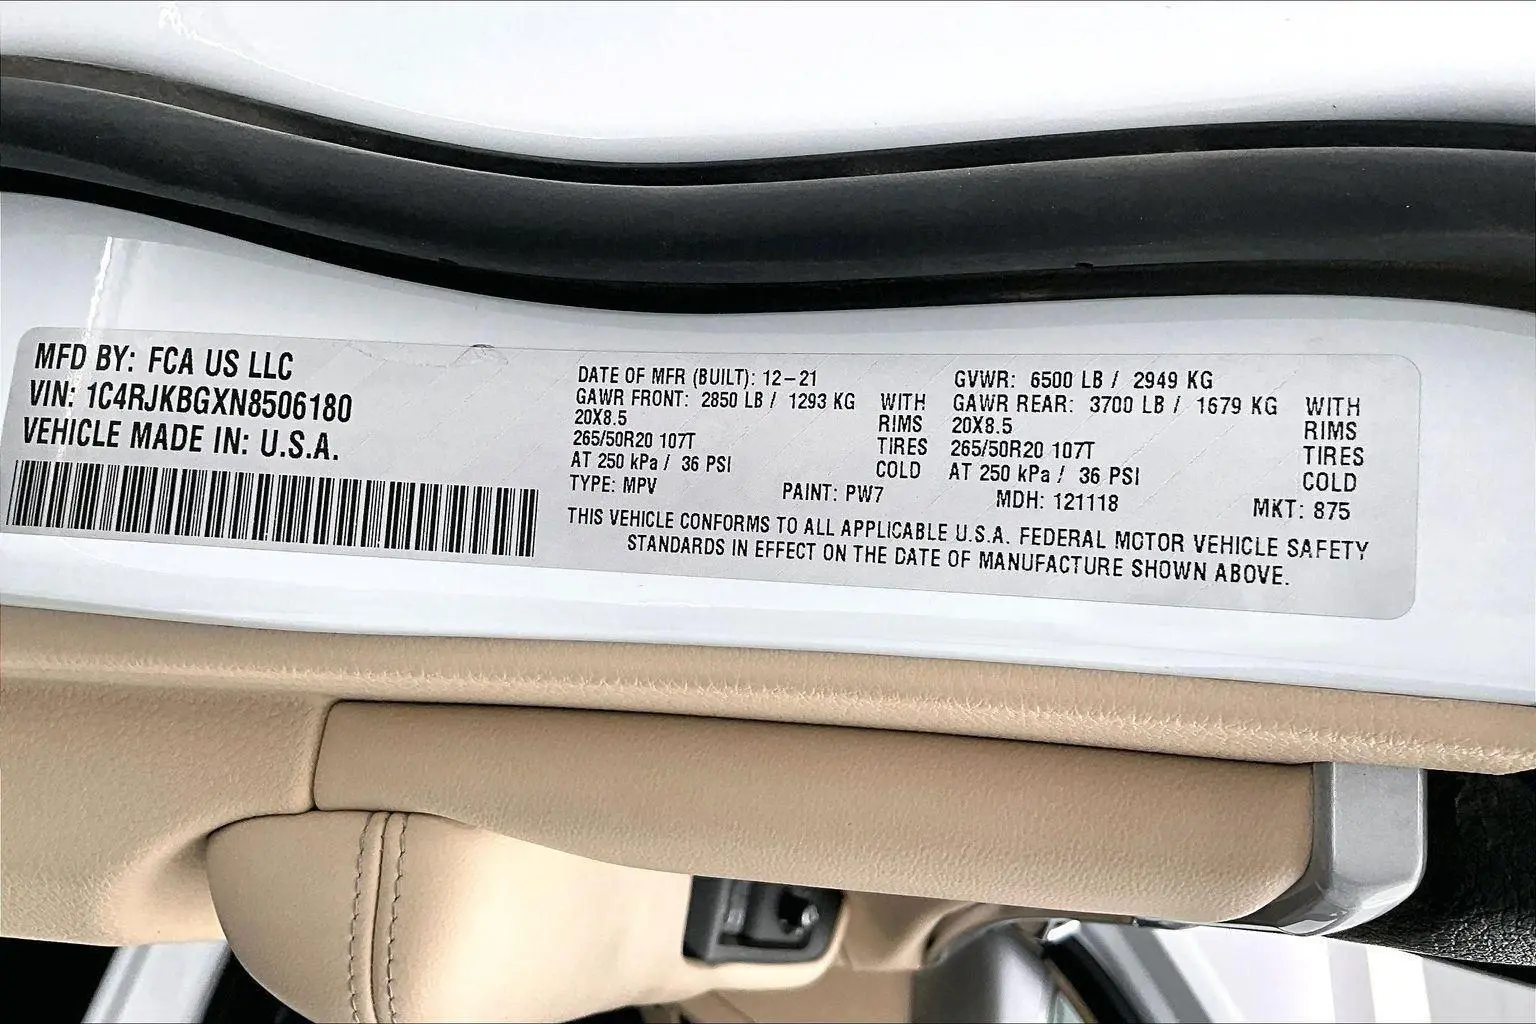 MFD BY: FCA US LLC
VIN: 1C4RJKBGXN8506180
VEHICLE MADE IN: U.S.A.
DATE OF MFR (BUILT): 12-21
GAWR FRONT: 2850 LB / 1293 KG WITH
20X8.5 RIMS
265/50R20 107T TIRES
AT 250 kPa / 36 PSI COLD
GVWR: 6500 LB / 2949 KG
GAWR REAR: 3700 LB / 1679 KG WITH
20X8.5 RIMS
265/50R20 107T TIRES
AT 250 kPa / 36 PSI COLD
TYPE: MPV PAINT: PW7 MDH: 121118 MKT: 875
THIS VEHICLE CONFORMS TO ALL APPLICABLE U.S.A. FEDERAL MOTOR VEHICLE SAFETY
STANDARDS IN EFFECT ON THE DATE OF MANUFACTURE SHOWN ABOVE.